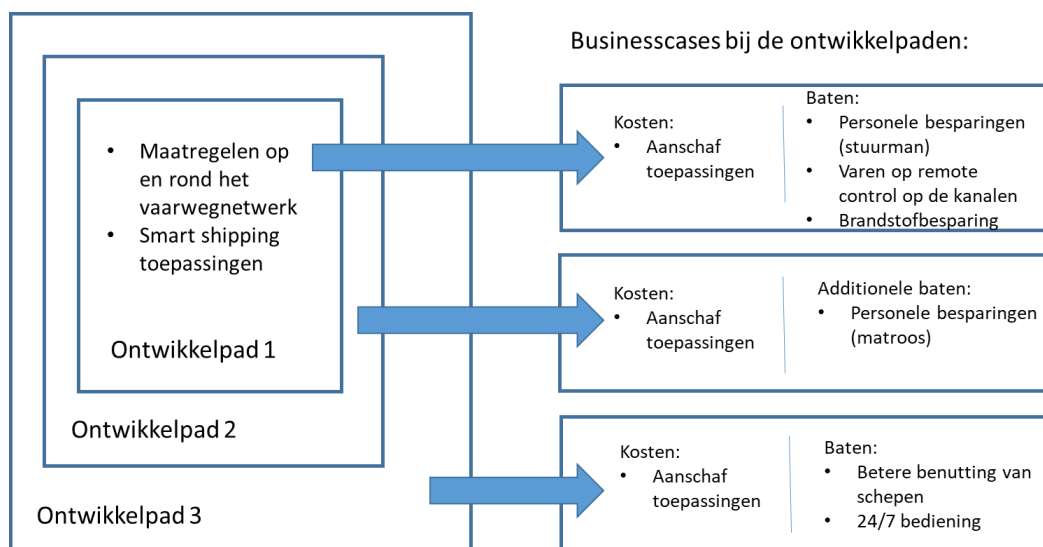 Businesscases bij de ontwikkelpaden:
• Maatregelen op
en rond het
vaarwegnetwerk
• Smart shipping
toepassingen
Ontwikkelpad 1
Ontwikkelpad 2
Ontwikkelpad 3
Kosten:
• Aanschaf
toepassingen
Baten:
• Personele besparingen
(stuurman)
• Varen op remote
control op de kanalen
• Brandstofbesparing
Kosten:
• Aanschaf
toepassingen
Additionele baten:
• Personele besparingen
(matroos)
Kosten:
• Aanschaf
toepassingen
Baten:
• Betere benutting van
schepen
• 24/7 bediening